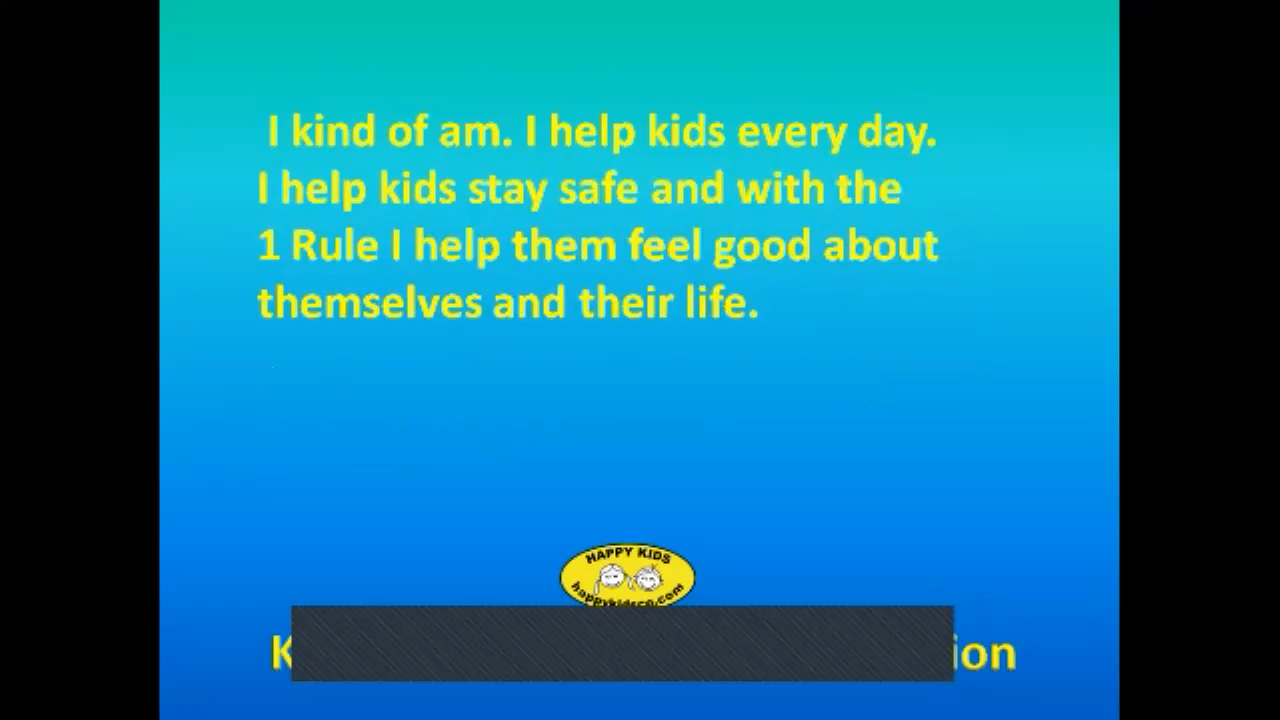 I kind of am. I help kids every day.
I help kids stay safe and with the
1 Rule I help them feel good about
themselves and their life.
HAPPY KIDS